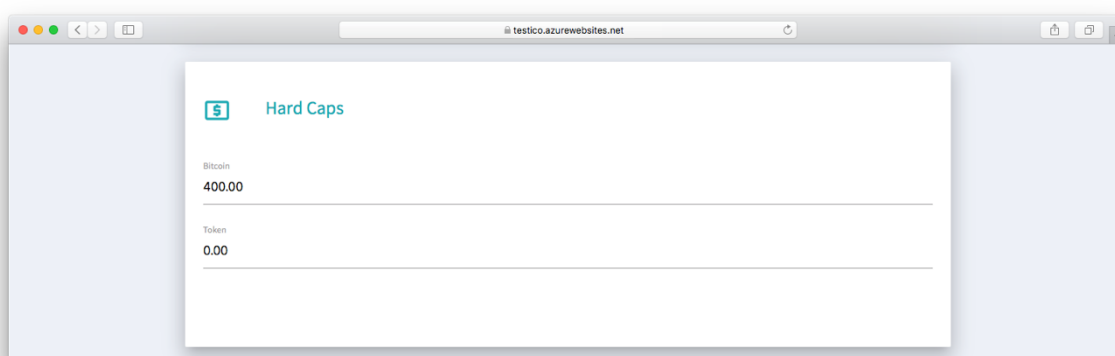 testico.azurewebsites.net
$ Hard Caps
Bitcoin
400.00
Token
0.00